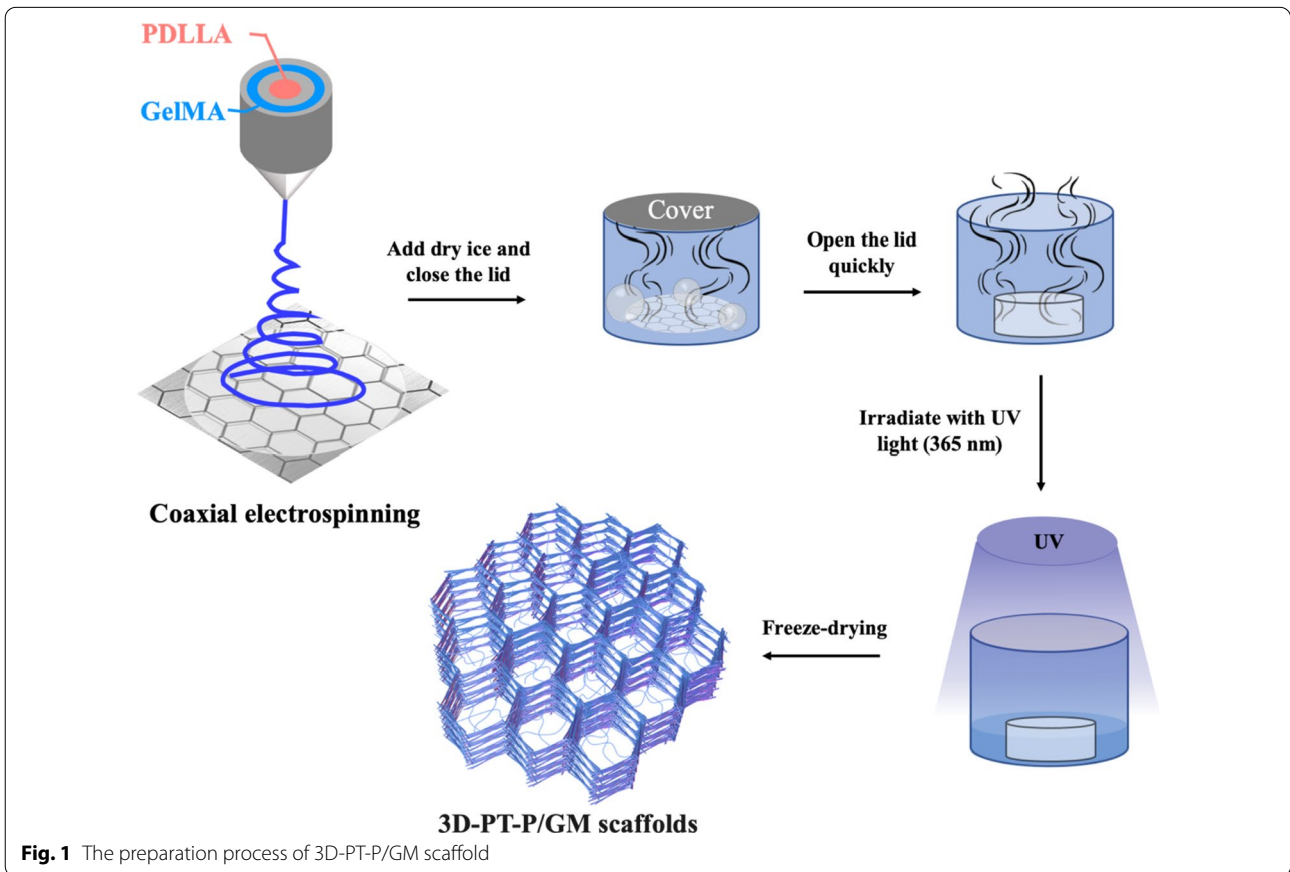 PDLLA
GelMA
Coaxial electrospinning
Add dry ice and
close the lid
Cover
Open the lid
quickly
Irradiate with UV
light (365 nm)
UV
Freeze-drying
3D-PT-P/GM scaffolds
Fig. 1 The preparation process of 3D-PT-P/GM scaffold